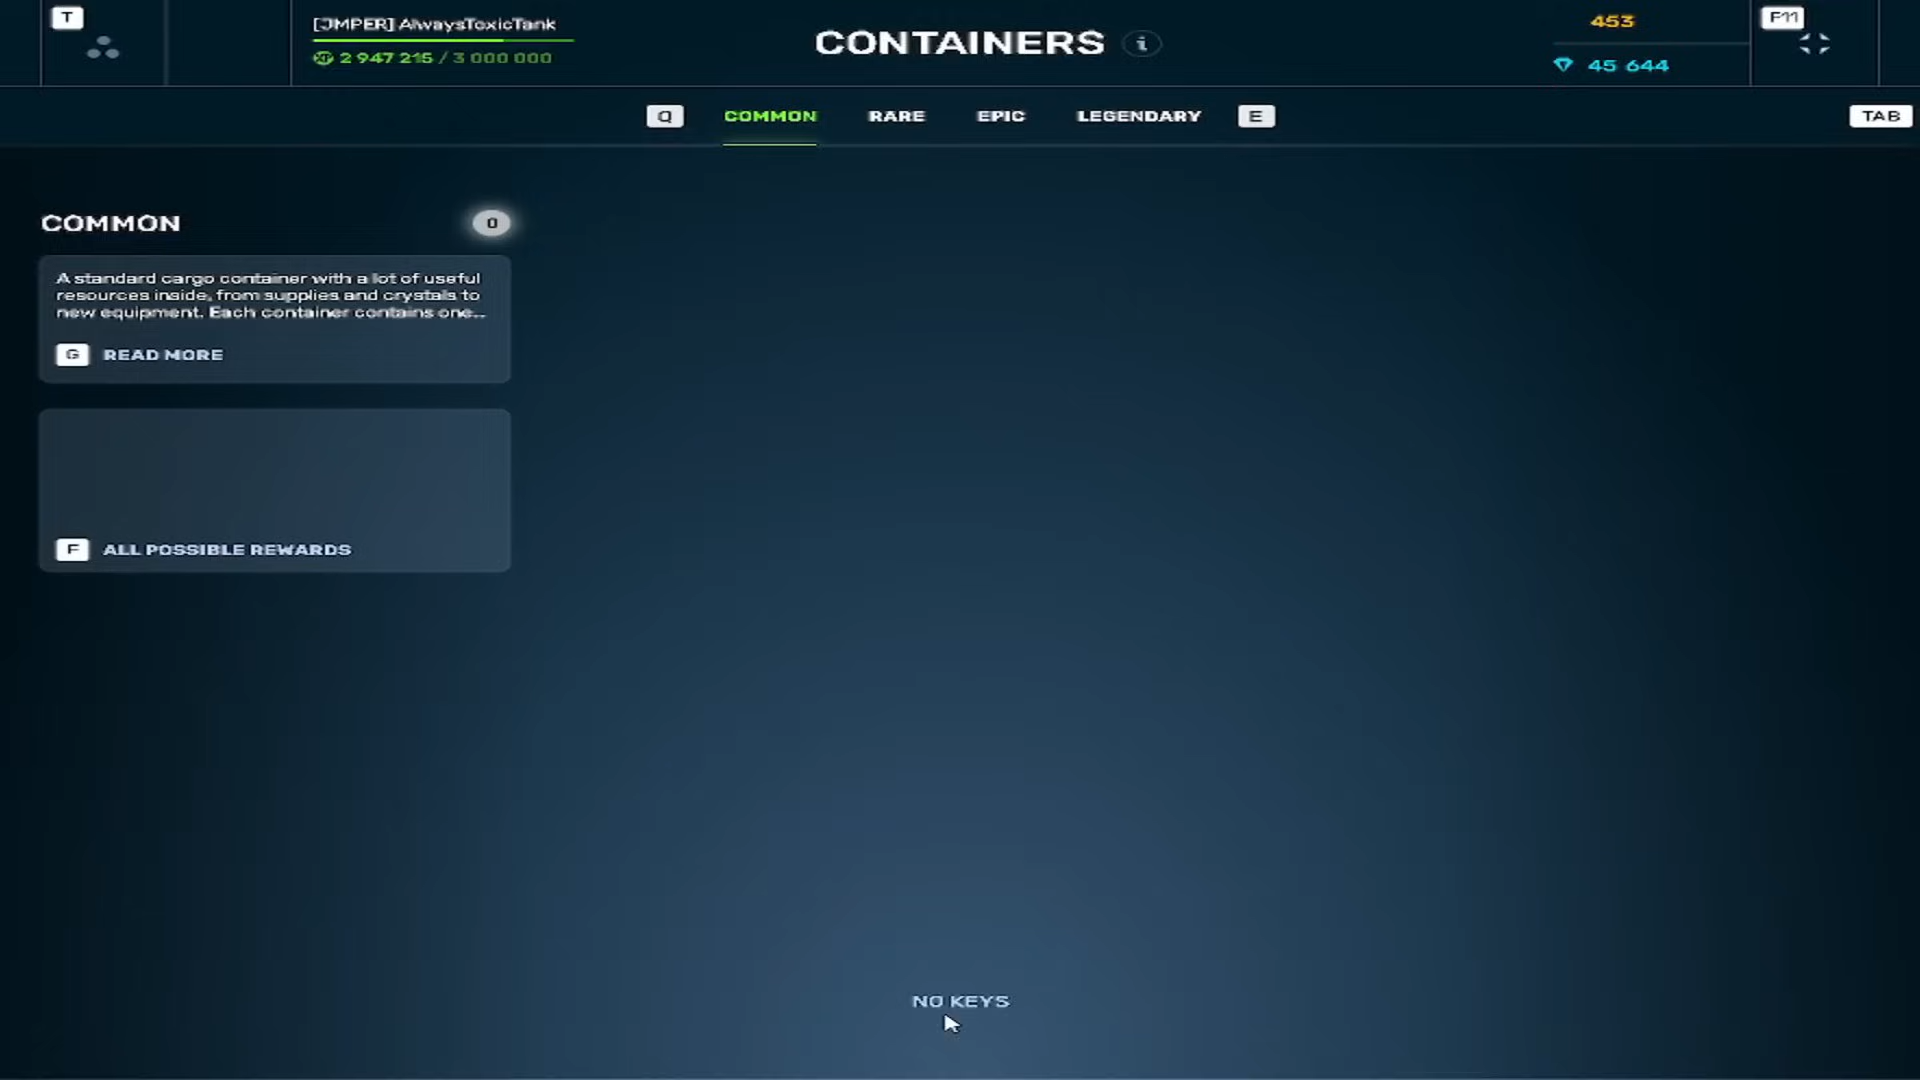 T
[JMPER] AlwaysToxicTank
2 947 215 / 3 000 000
CONTAINERS i
453
45 644
F11
Q COMMON RARE EPIC LEGENDARY E
TAB
COMMON 0
A standard cargo container with a lot of useful
resources inside, from supplies and crystals to
new equipment. Each container contains one...
G READ MORE
F ALL POSSIBLE REWARDS
NO KEYS